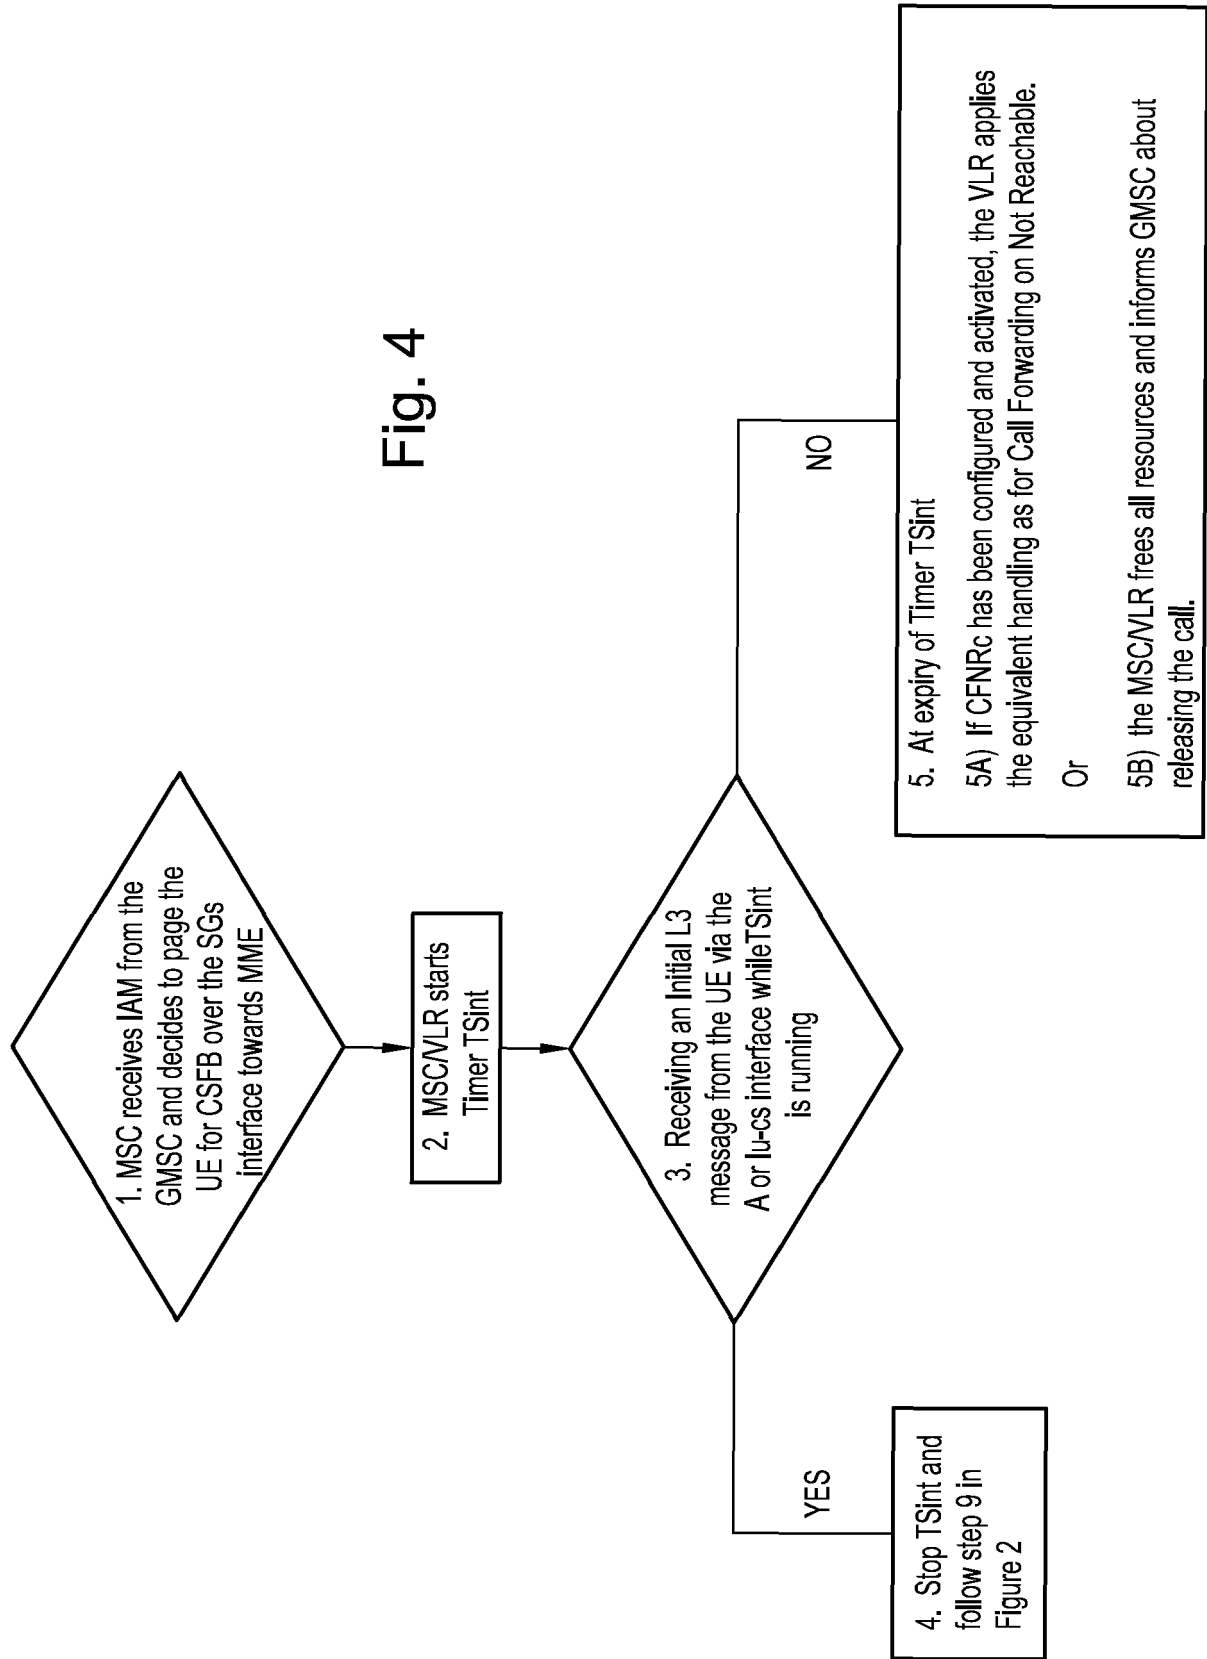 Fig. 4
1. MSC receives IAM from the
GMSC and decides to page the
UE for CSFB over the SGs
interface towards MME
2. MSC/VLR starts
Timer TSint
3. Receiving an Initial L3
message from the UE via the
A or Iu-cs interface whileTSint
is running
YES
NO
4. Stop TSint and
follow step 9 in
Figure 2
5. At expiry of Timer TSint
5A) If CFNRc has been configured and activated, the VLR applies
the equivalent handling as for Call Forwarding on Not Reachable.
Or
5B) the MSC/VLR frees all resources and informs GMSC about
releasing the call.